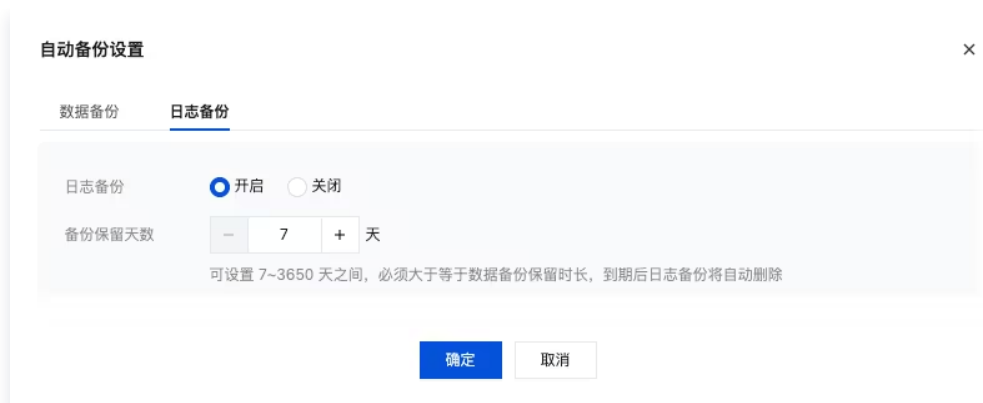 自动备份设置 ×
数据备份 日志备份
日志备份 开启 关闭
备份保留天数 − 7 + 天
可设置 7~3650 天之间，必须大于等于数据备份保留时长，到期后日志备份将自动删除
确定 取消